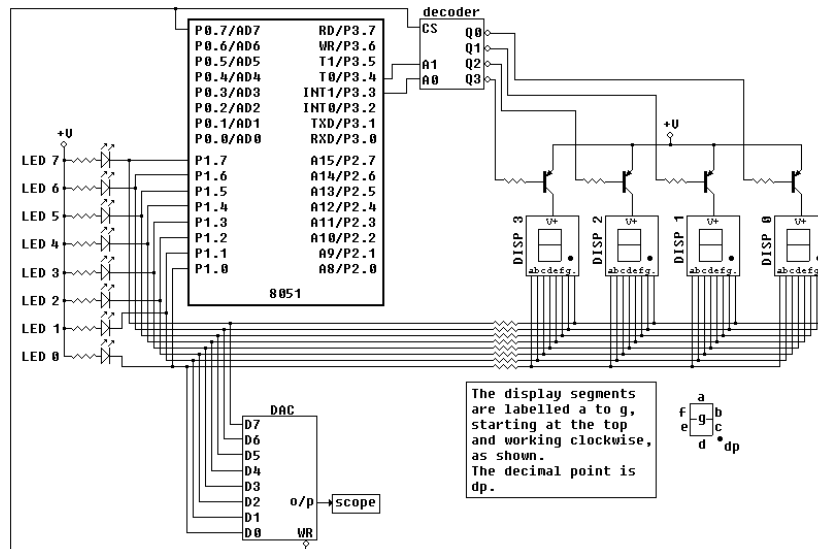 decoder
P0.7/AD7 RD/P3.7
P0.6/AD6 WR/P3.6
P0.5/AD5 T1/P3.5
P0.4/AD4 T0/P3.4
P0.3/AD3 INT1/P3.3
P0.2/AD2 INT0/P3.2
P0.1/AD1 TXD/P3.1
P0.0/AD0 RXD/P3.0
P1.7 A15/P2.7
P1.6 A14/P2.6
P1.5 A13/P2.5
P1.4 A12/P2.4
P1.3 A11/P2.3
P1.2 A10/P2.2
P1.1 A9/P2.1
P1.0 A8/P2.0
8051
CS Q0
Q1
A1 Q2
A0 Q3
+V
LED 7
LED 6
LED 5
LED 4
LED 3
LED 2
LED 1
LED 0
+V
DISP 3
V+
abcdefg.
DISP 2
V+
abcdefg.
DISP 1
V+
abcdefg.
DISP 0
V+
abcdefg.
DAC
D7
D6
D5
D4
D3
D2 o/p scope
D1
D0 WR
The display segments
are labelled a to g,
starting at the top
and working clockwise,
as shown.
The decimal point is
dp.
a
f b
g
e c
d dp